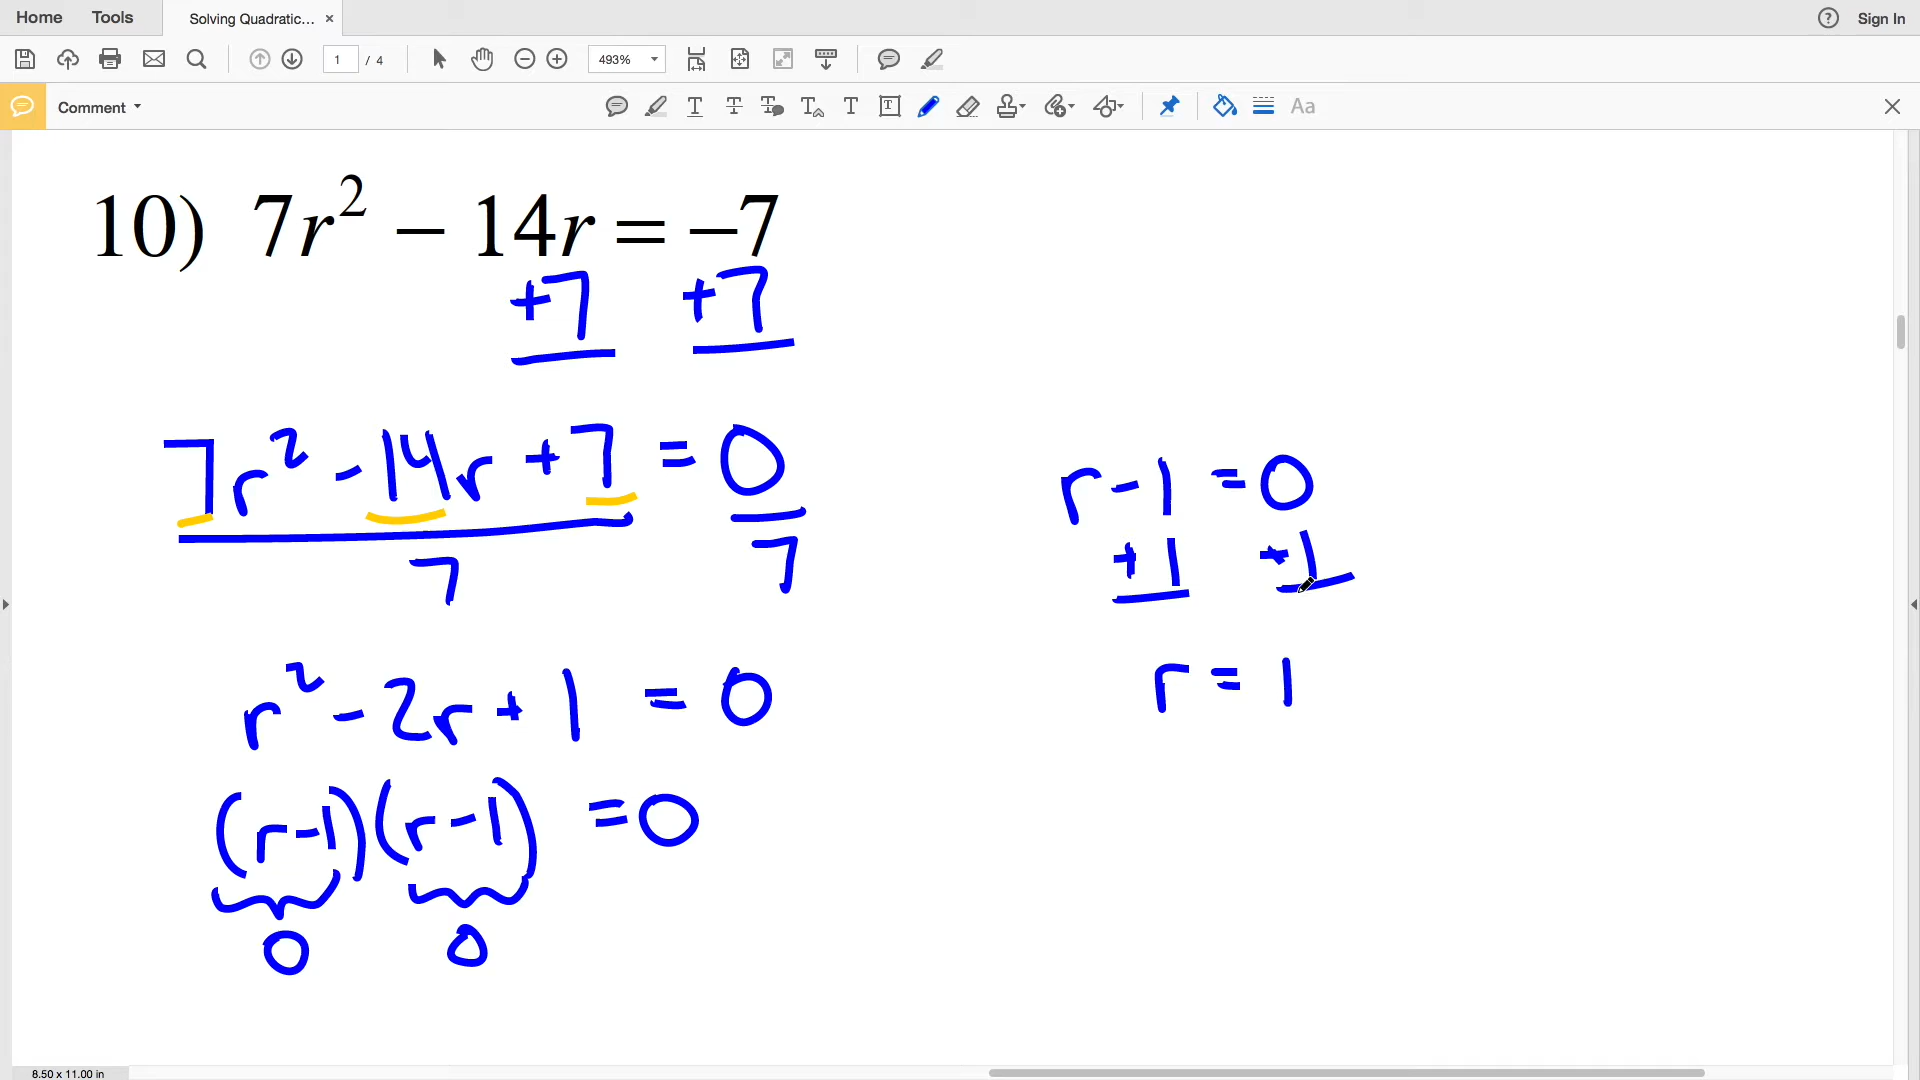 Home Tools Solving Quadratic... × ? Sign In
1 / 4 493%
Comment T T T T T T Aa
10) 7r² − 14r = −7
+7 +7
7r² - 14r + 7 = 0
7 7
r² - 2r + 1 = 0
(r-1)(r-1) = 0
0 0
r - 1 = 0
+1 +1
r = 1
8.50 x 11.00 in